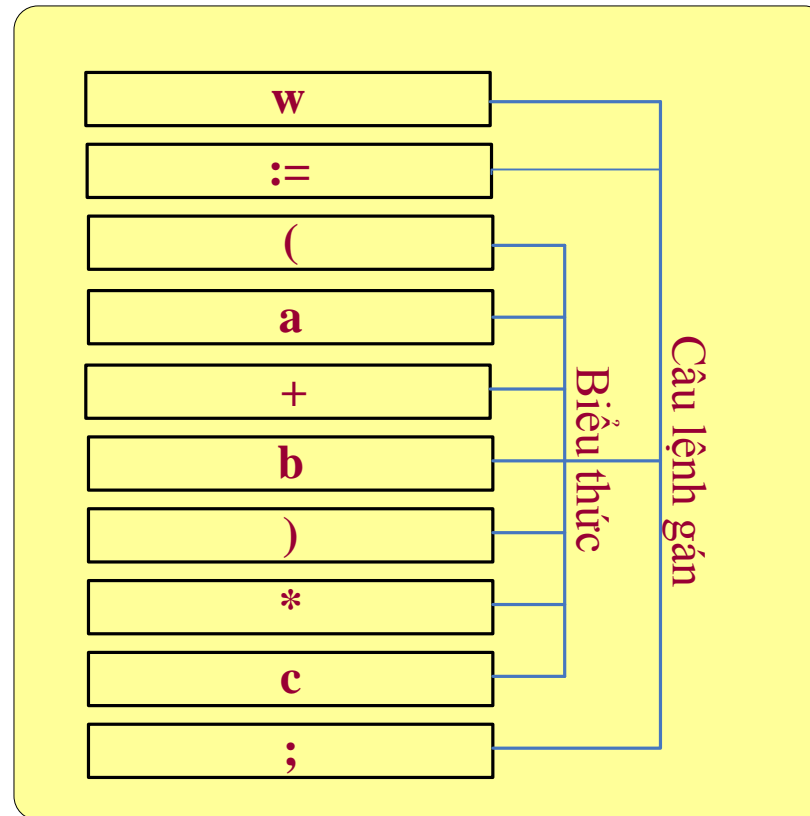 w
:=
(
a
+
b
)
*
c
;
Biểu thức
Câu lệnh gán